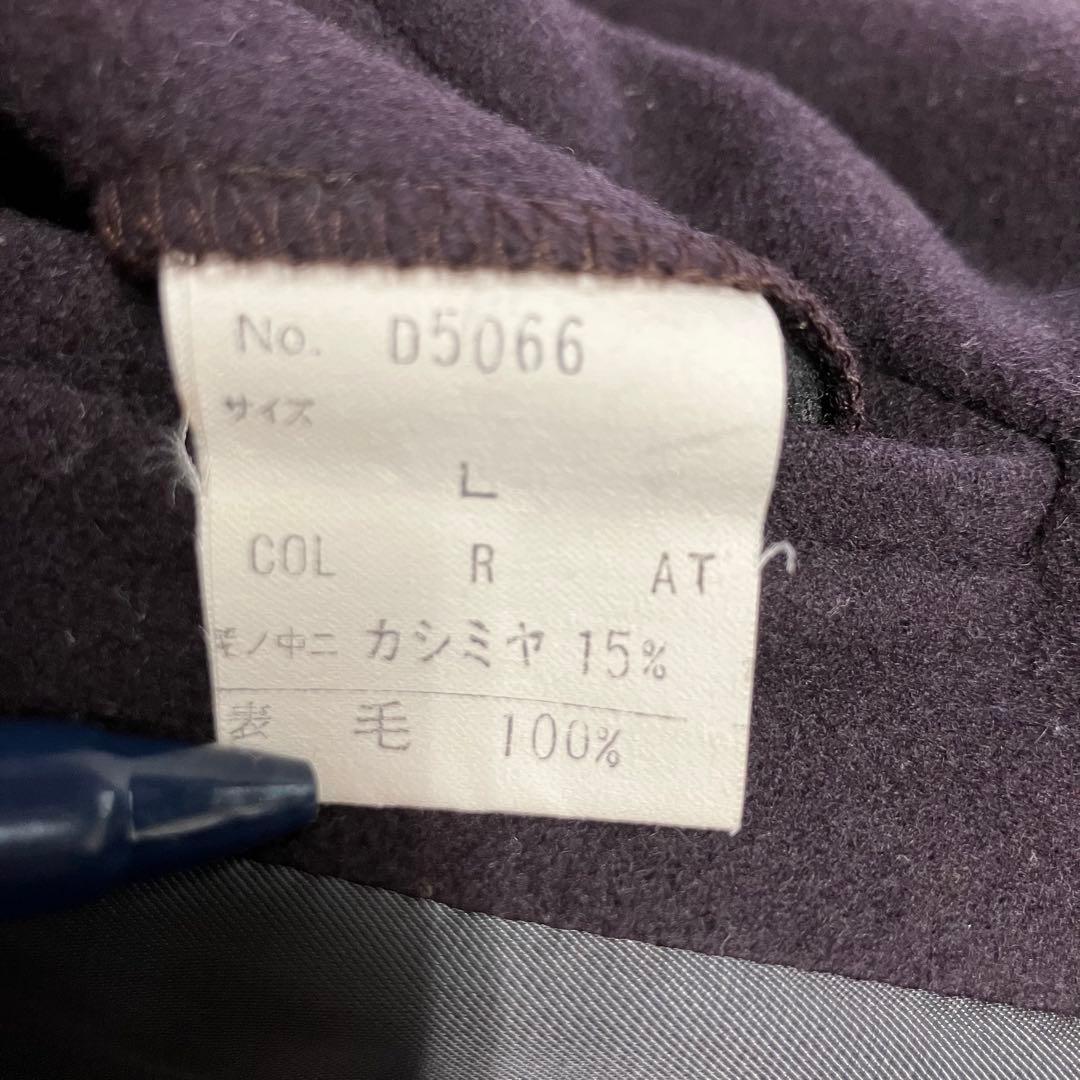 No. D5066
サイズ
L
COL R AT
毛ノ中ニ カシミヤ 15%
表 毛 100%